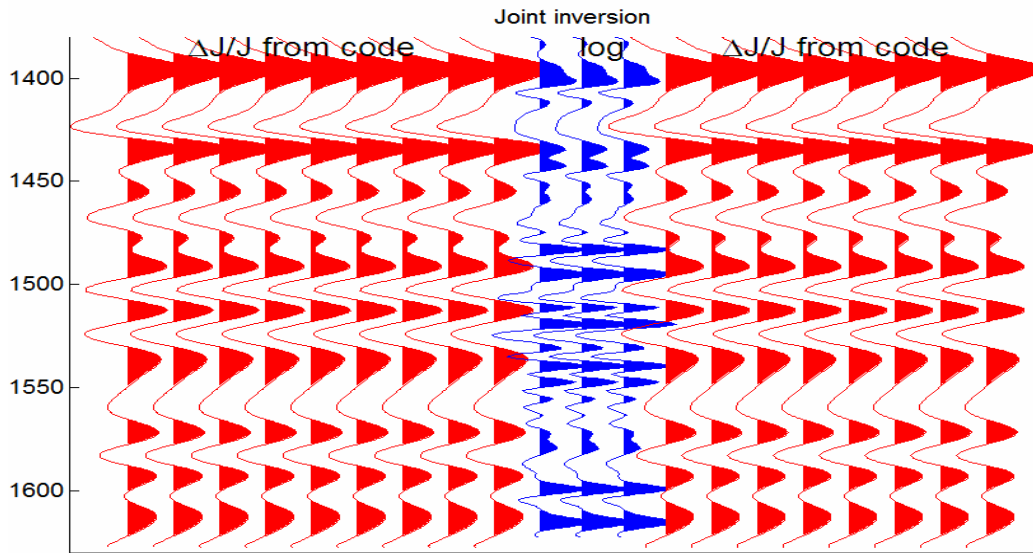 Joint inversion
ΔJ/J from code log ΔJ/J from code
1400
1450
1500
1550
1600